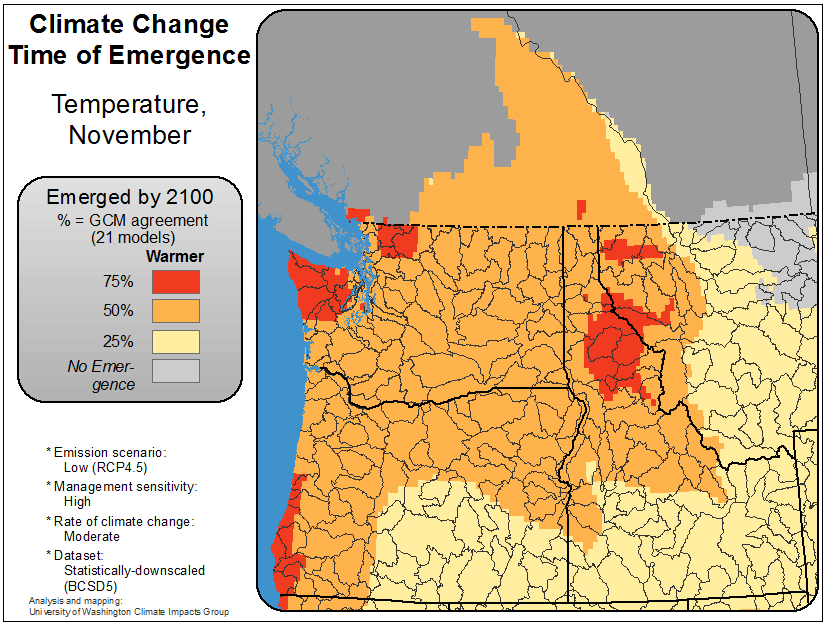 Climate Change
Time of Emergence
Temperature,
November
Emerged by 2100
% = GCM agreement
(21 models)
Warmer
75%
50%
25%
No Emer-
gence
* Emission scenario:
Low (RCP4.5)
* Management sensitivity:
High
* Rate of climate change:
Moderate
* Dataset:
Statistically-downscaled
(BCSD5)
Analysis and mapping:
University of Washington Climate Impacts Group